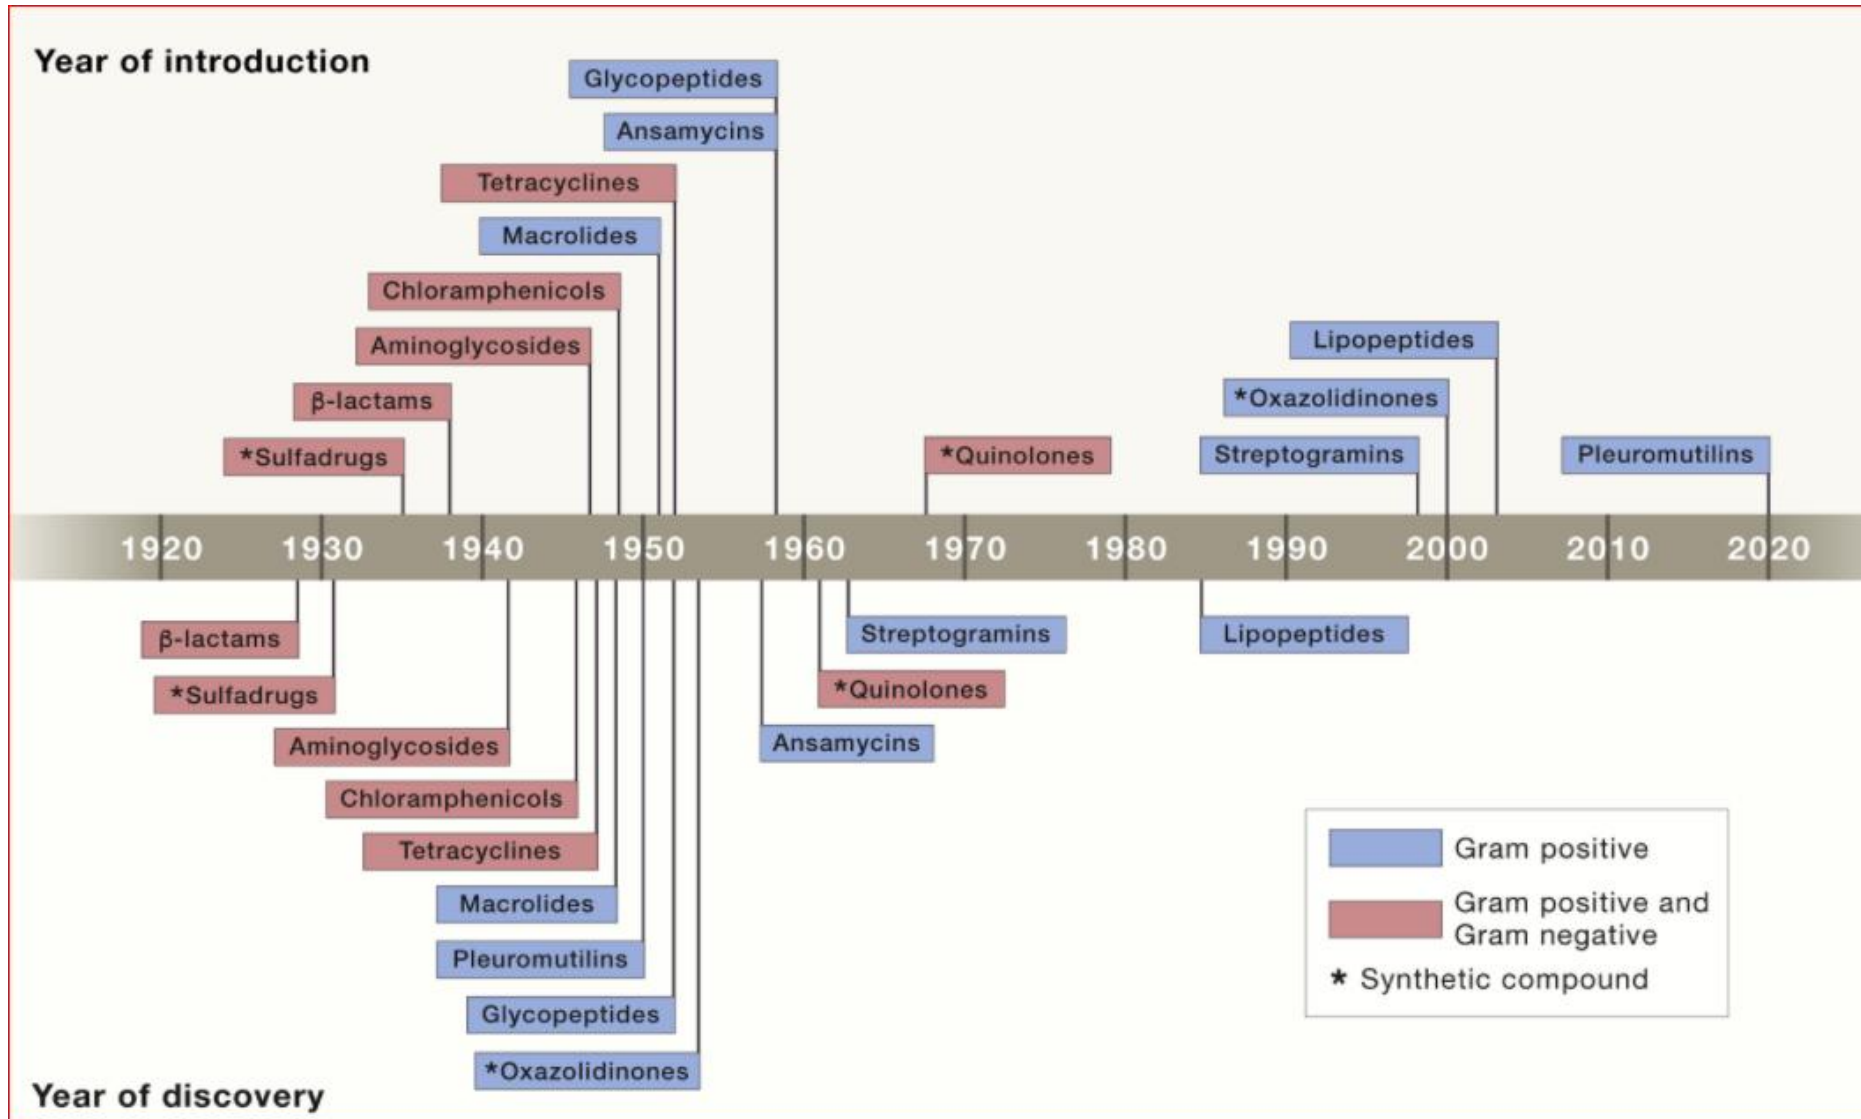 Year of introduction
Glycopeptides
Ansamycins
Tetracyclines
Macrolides
Chloramphenicols
Aminoglycosides
β-lactams
*Sulfadrugs
*Quinolones
Lipopeptides
*Oxazolidinones
Streptogramins
Pleuromutilins
1920 1930 1940 1950 1960 1970 1980 1990 2000 2010 2020
β-lactams
*Sulfadrugs
Aminoglycosides
Chloramphenicols
Tetracyclines
Macrolides
Pleuromutilins
Glycopeptides
*Oxazolidinones
Streptogramins
*Quinolones
Ansamycins
Lipopeptides
Gram positive
Gram positive and
Gram negative
* Synthetic compound
Year of discovery